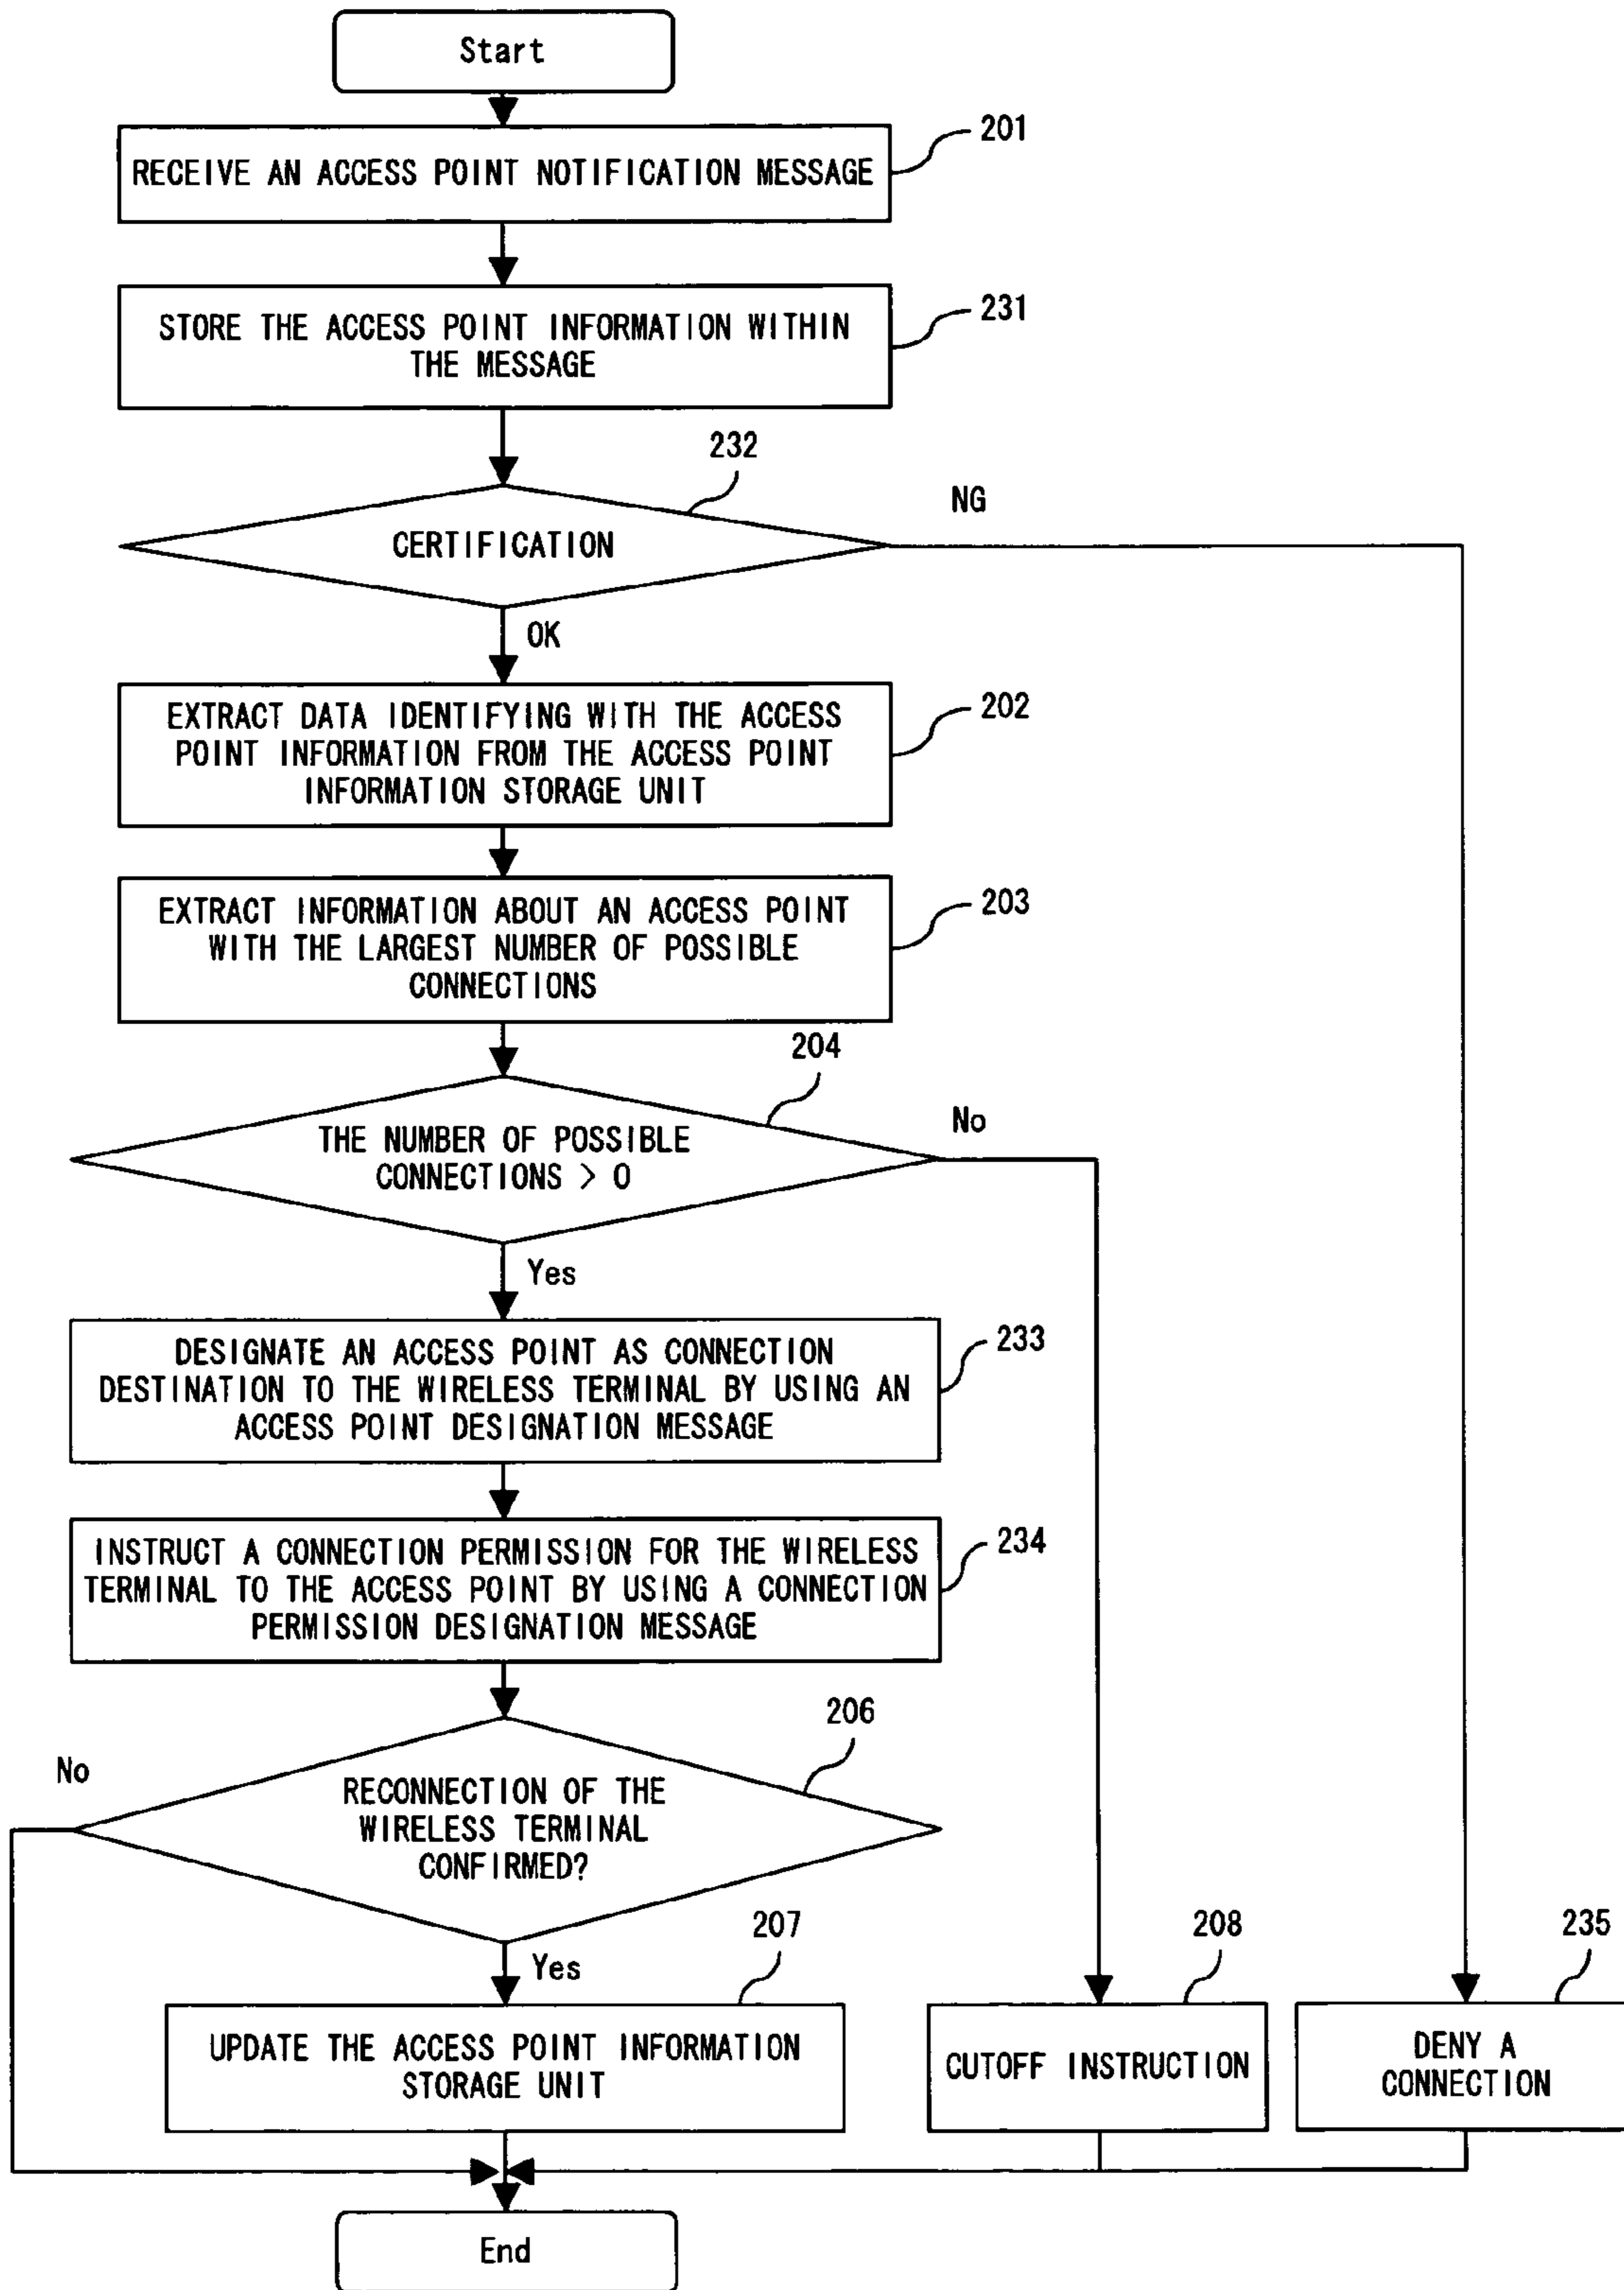 Start
201
RECEIVE AN ACCESS POINT NOTIFICATION MESSAGE
231
STORE THE ACCESS POINT INFORMATION WITHIN
THE MESSAGE
232
NG
CERTIFICATION
OK
202
EXTRACT DATA IDENTIFYING WITH THE ACCESS
POINT INFORMATION FROM THE ACCESS POINT
INFORMATION STORAGE UNIT
203
EXTRACT INFORMATION ABOUT AN ACCESS POINT
WITH THE LARGEST NUMBER OF POSSIBLE
CONNECTIONS
204
No
THE NUMBER OF POSSIBLE
CONNECTIONS > 0
Yes
233
DESIGNATE AN ACCESS POINT AS CONNECTION
DESTINATION TO THE WIRELESS TERMINAL BY USING AN
ACCESS POINT DESIGNATION MESSAGE
234
INSTRUCT A CONNECTION PERMISSION FOR THE WIRELESS
TERMINAL TO THE ACCESS POINT BY USING A CONNECTION
PERMISSION DESIGNATION MESSAGE
206
No
RECONNECTION OF THE
WIRELESS TERMINAL
CONFIRMED?
Yes
207
UPDATE THE ACCESS POINT INFORMATION
STORAGE UNIT
208
CUTOFF INSTRUCTION
235
DENY A
CONNECTION
End